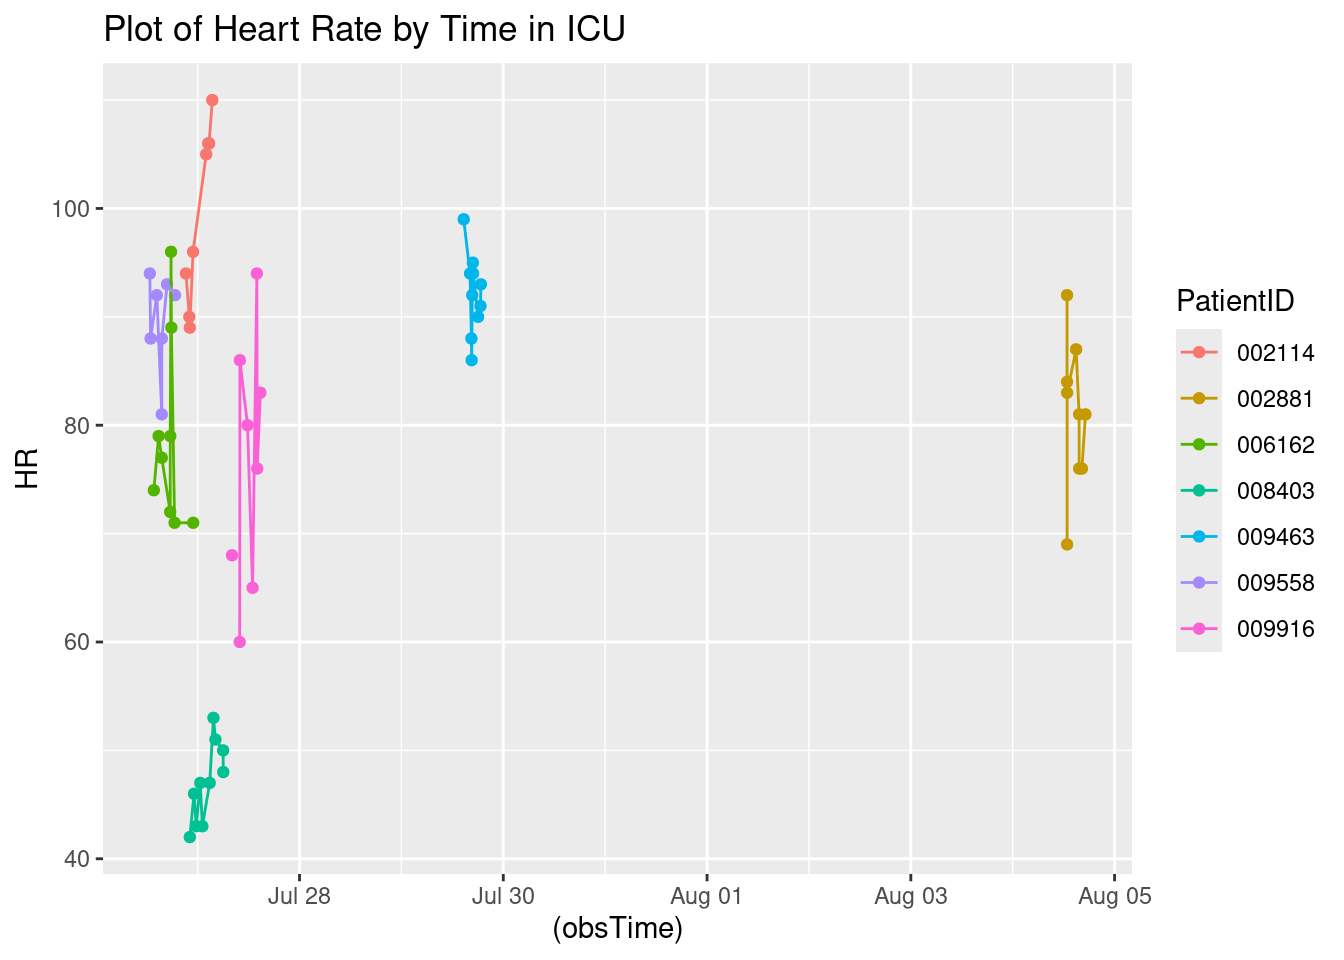 Plot of Heart Rate by Time in ICU
HR
100
80
60
40
Jul 28
Jul 30
Aug 01
Aug 03
Aug 05
(obsTime)
PatientID
002114
002881
006162
008403
009463
009558
009916